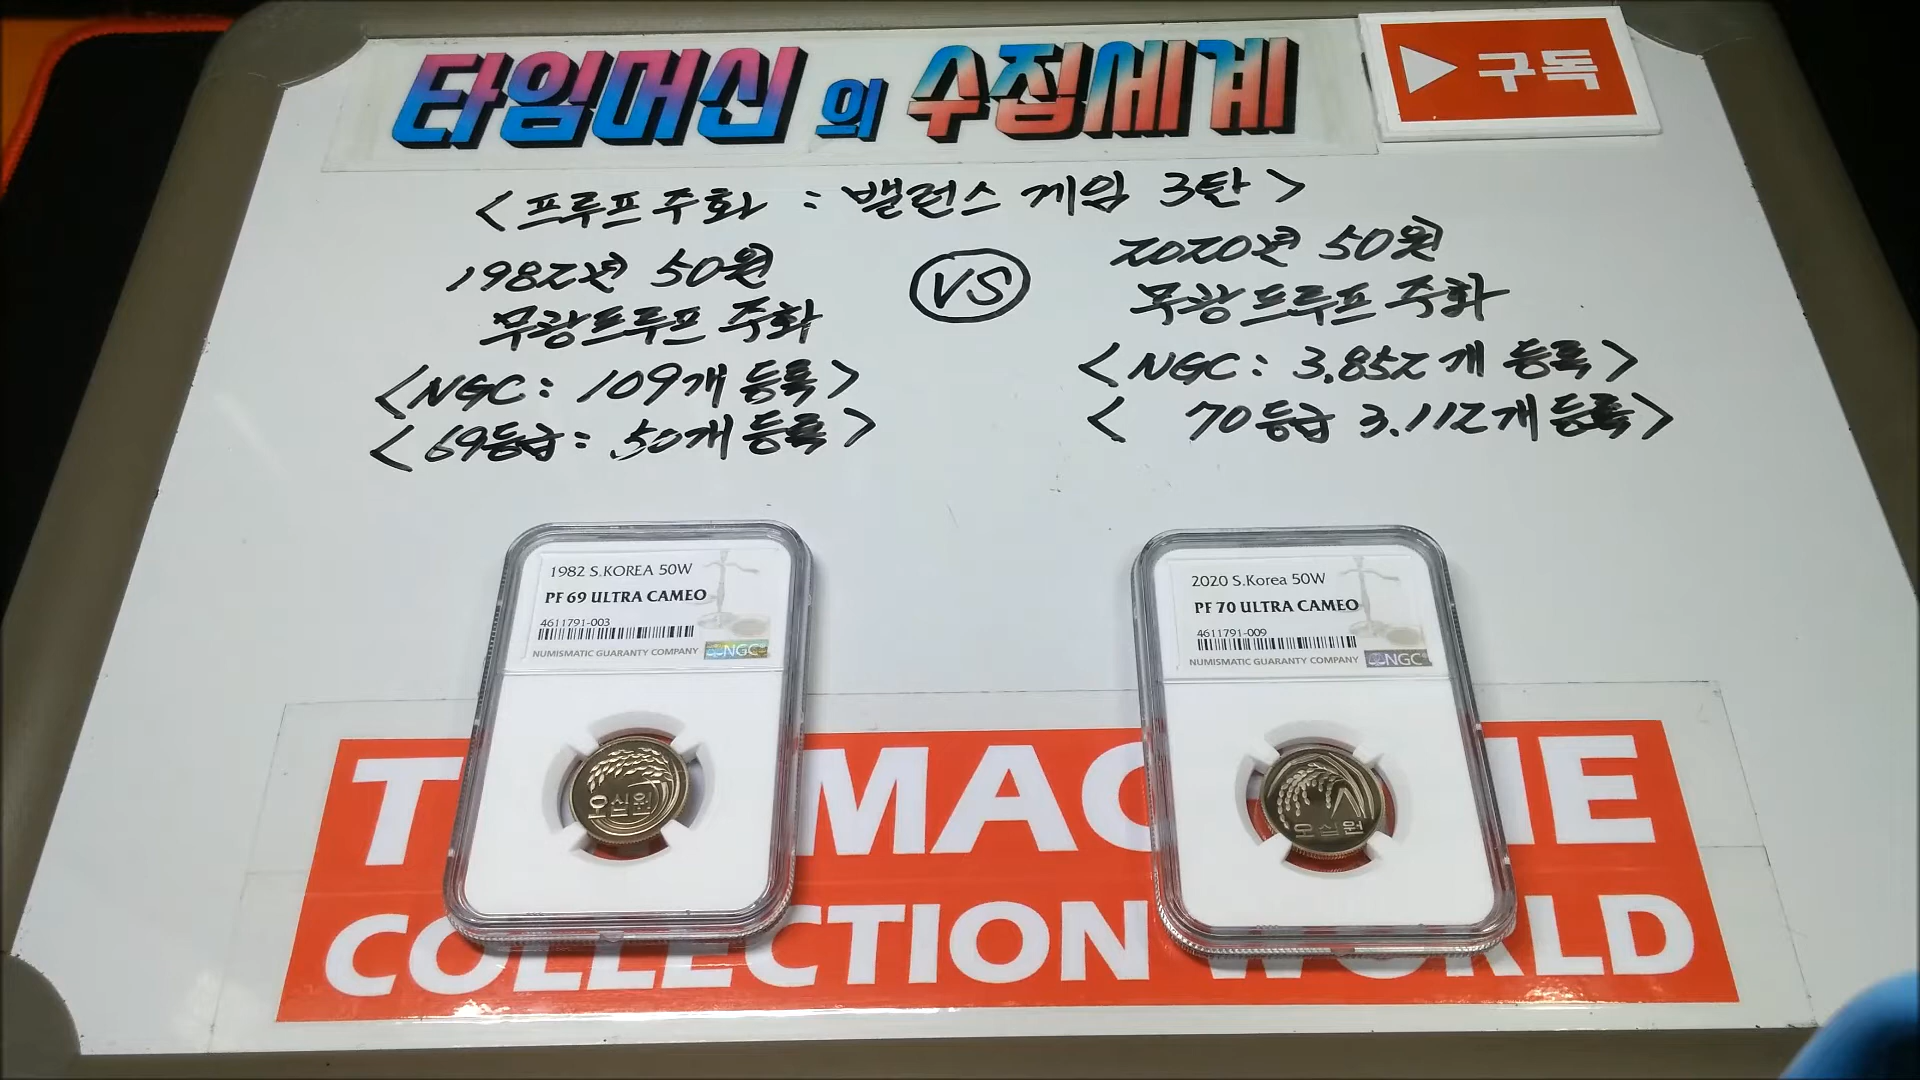 타임머신의 수집세계
구독
<프루프 주화 : 밸런스 게임 3탄>
1982년 50원
무광프루프 주화
<NGC: 109개 등록>
<69등급: 50개 등록>
VS
2020년 50원
무광프루프 주화
<NGC: 3.852개 등록>
< 70등급 3.112개 등록>
1982 S.KOREA 50W
PF 69 ULTRA CAMEO
4611791-003
NUMISMATIC GUARANTY COMPANY NGC
오십원
2020 S.Korea 50W
PF 70 ULTRA CAMEO
4611791-009
NUMISMATIC GUARANTY COMPANY NGC
오십원
COLLECTION WORLD